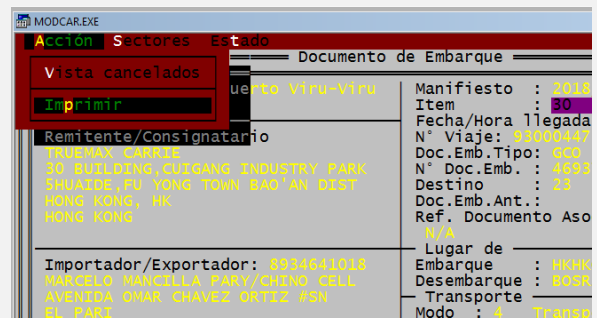 MODCAR.EXE
Acción Sectores Estado
Documento de Embarque
Vista cancelados
Imprimir
uerto Viru-Viru
Remitente/Consignatario
TRUEMAX CARRIE
30 BUILDING,CUIGANG INDUSTRY PARK
SHUAIDE,FU YONG TOWN BAO'AN DIST
HONG KONG, HK
HONG KONG
Importador/Exportador: 8934641018
MARCELO MANCILLA PARY/CHINO CELL
AVENIDA OMAR CHAVEZ ORTIZ #SN
EL PARI
Manifiesto : 2018
Item : 30
Fecha/Hora llegada
N° Viaje: 93000447
Doc.Emb.Tipo: GCO
N° Doc.Emb. : 4693
Destino : 23
Doc.Emb.Ant.:
Ref. Documento Aso
N/A
Lugar de
Embarque : HKHK
Desembarque : BOSR
Transporte
Modo : 4 Transp